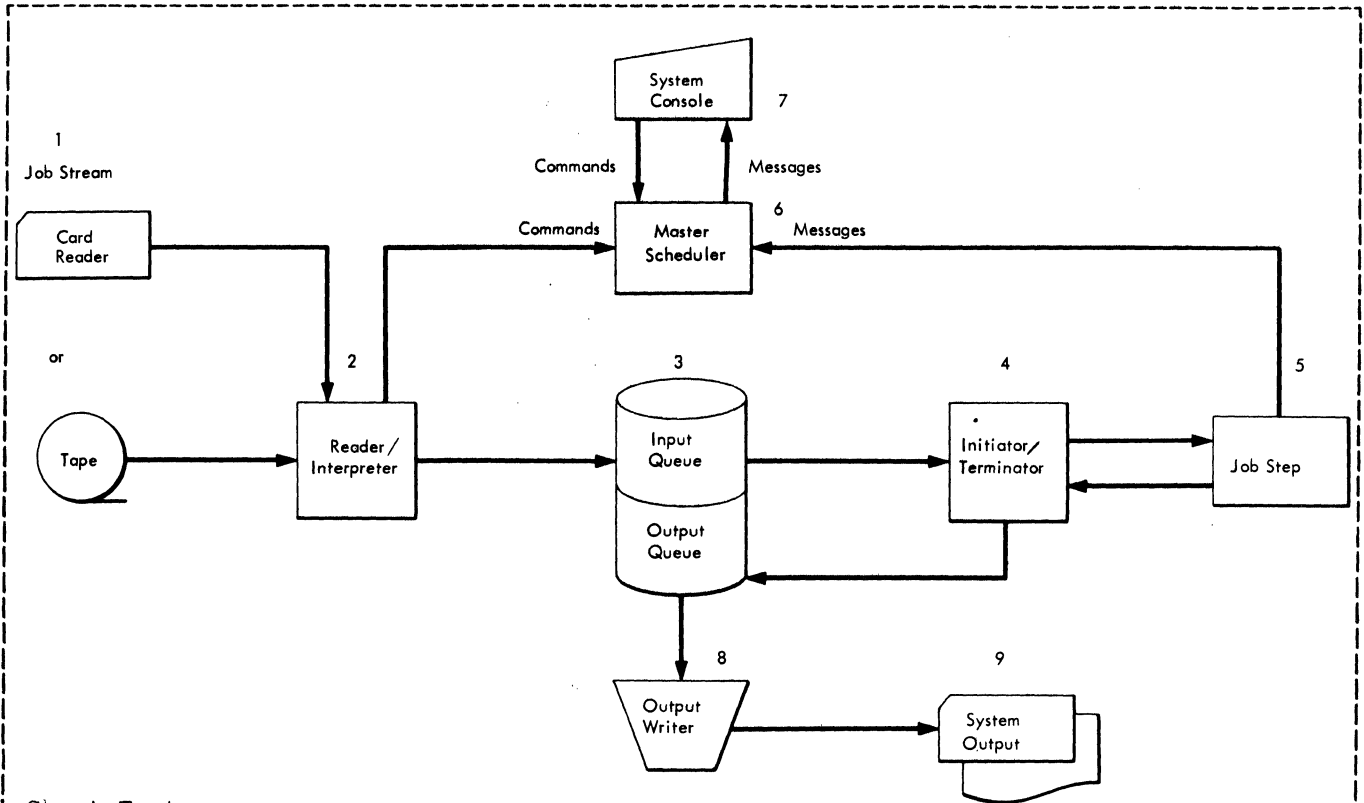 System
Console
7
1
Job Stream
Commands
Messages
Card
Reader
Commands
Master
Scheduler
6
Messages
or
2
3
4
5
Tape
Reader/
Interpreter
Input
Queue
Initiator/
Terminator
Job Step
Output
Queue
8
9
Output
Writer
System
Output